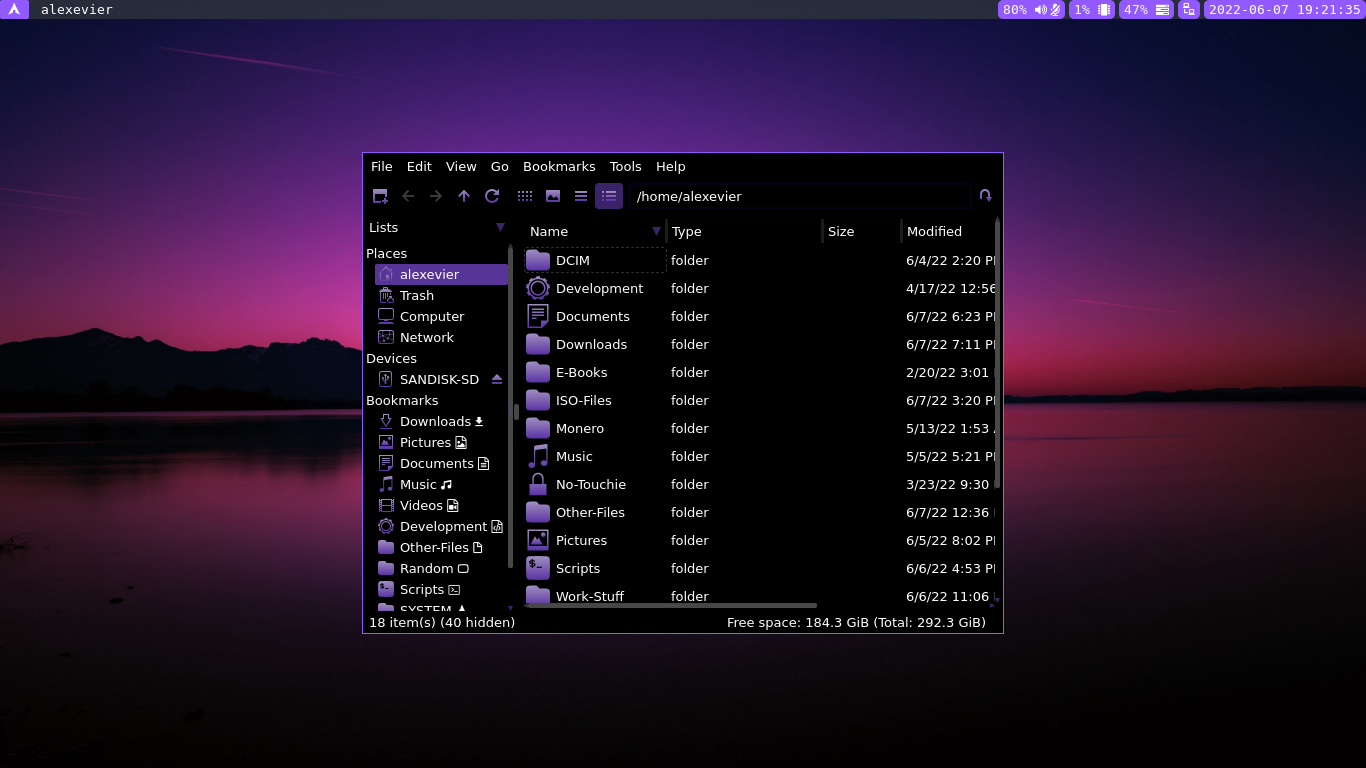 alexevier 80% 1% 47% 2022-06-07 19:21:35
File Edit View Go Bookmarks Tools Help
/home/alexevier
Lists
Places
alexevier
Trash
Computer
Network
Devices
SANDISK-SD
Bookmarks
Downloads
Pictures
Documents
Music
Videos
Development
Other-Files
Random
Scripts
SYSTEM
Name Type Size Modified
DCIM folder 6/4/22 2:20 P
Development folder 4/17/22 12:56
Documents folder 6/7/22 6:23 P
Downloads folder 6/7/22 7:11 P
E-Books folder 2/20/22 3:01
ISO-Files folder 6/7/22 3:20 P
Monero folder 5/13/22 1:53
Music folder 5/5/22 5:21 P
No-Touchie folder 3/23/22 9:30
Other-Files folder 6/7/22 12:36
Pictures folder 6/5/22 8:02 P
$_ Scripts folder 6/6/22 4:53 P
Work-Stuff folder 6/6/22 11:06
18 item(s) (40 hidden) Free space: 184.3 GiB (Total: 292.3 GiB)